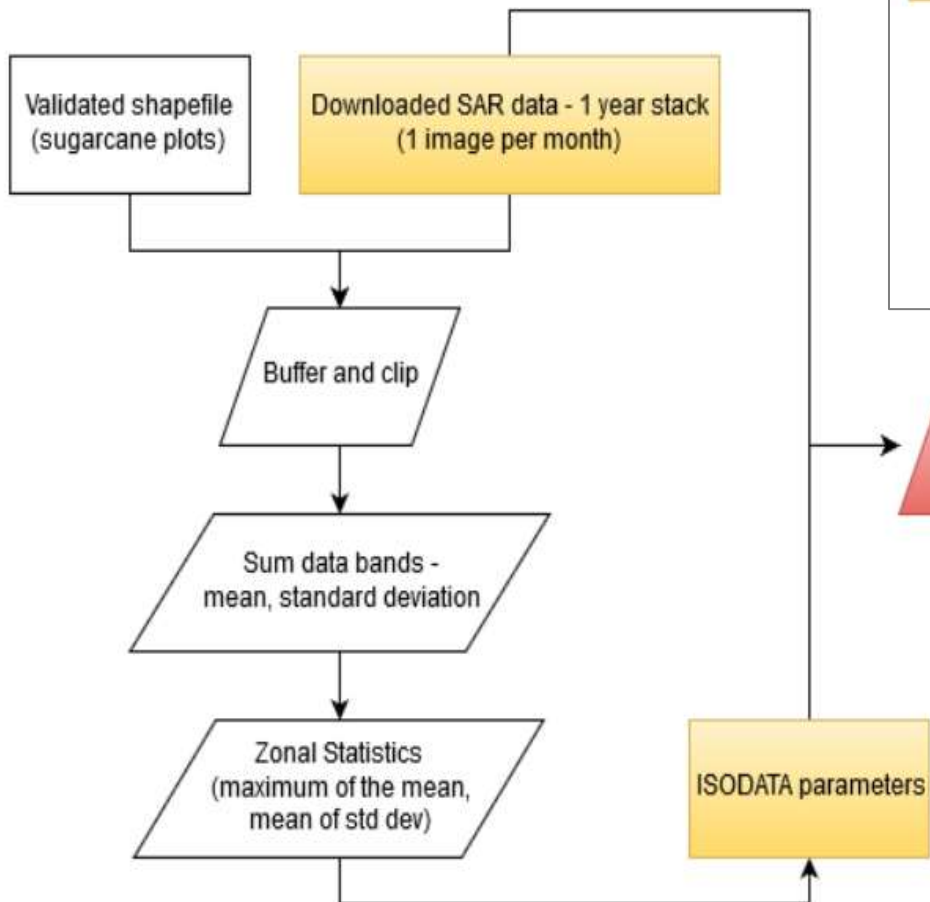 Validated shapefile
(sugarcane plots)
Downloaded SAR data - 1 year stack
(1 image per month)
Buffer and clip
Sum data bands -
mean, standard deviation
Zonal Statistics
(maximum of the mean,
mean of std dev)
ISODATA parameters